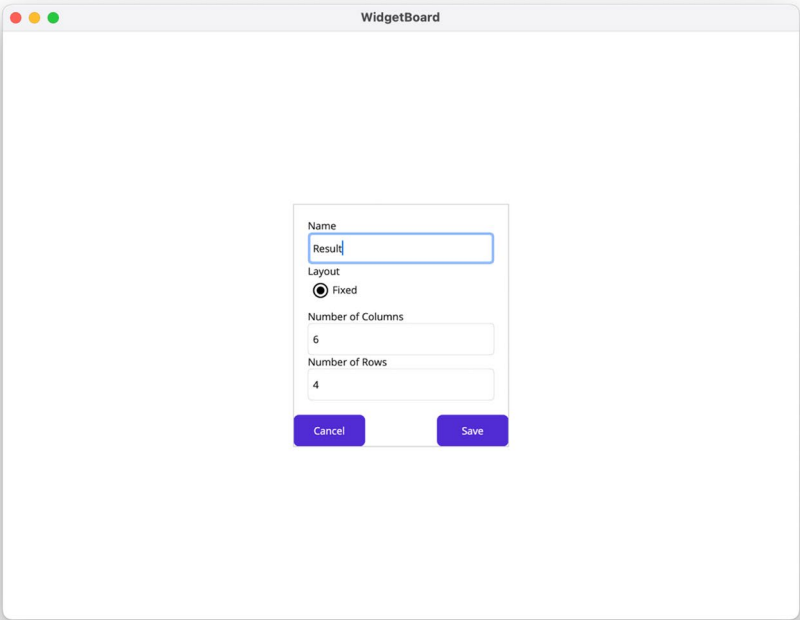 WidgetBoard
Name
Result
Layout
Fixed
Number of Columns
6
Number of Rows
4
Cancel Save